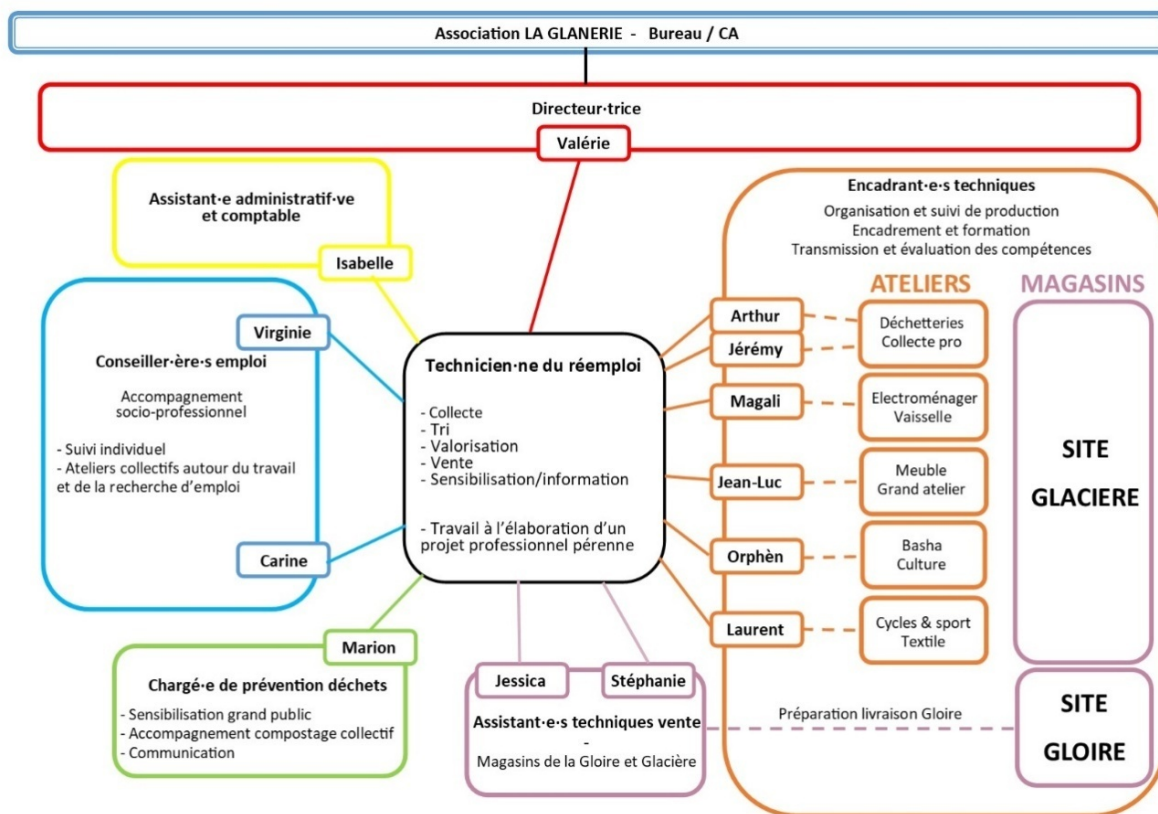 Association LA GLANERIE - Bureau / CA
Directeur·trice
Valérie
Assistant·e administratif·ve
et comptable
Isabelle
Virginie
Conseiller·ère·s emploi
Accompagnement
socio-professionnel
- Suivi individuel
- Ateliers collectifs autour du travail
et de la recherche d'emploi
Carine
Marion
Chargé·e de prévention déchets
- Sensibilisation grand public
- Accompagnement compostage collectif
- Communication
Technicien·ne du réemploi
- Collecte
- Tri
- Valorisation
- Vente
- Sensibilisation/information
- Travail à l'élaboration d'un
projet professionnel pérenne
Jessica
Stéphanie
Assistant·e·s techniques vente
-
Magasins de la Gloire et Glacière
Encadrant·e·s techniques
Organisation et suivi de production
Encadrement et formation
Transmission et évaluation des compétences
ATELIERS
MAGASINS
Arthur
Jérémy
Déchetteries
Collecte pro
Magali
Electroménager
Vaisselle
Jean-Luc
Meuble
Grand atelier
Orphèn
Basha
Culture
Laurent
Cycles & sport
Textile
SITE
GLACIERE
Préparation livraison Gloire
SITE
GLOIRE